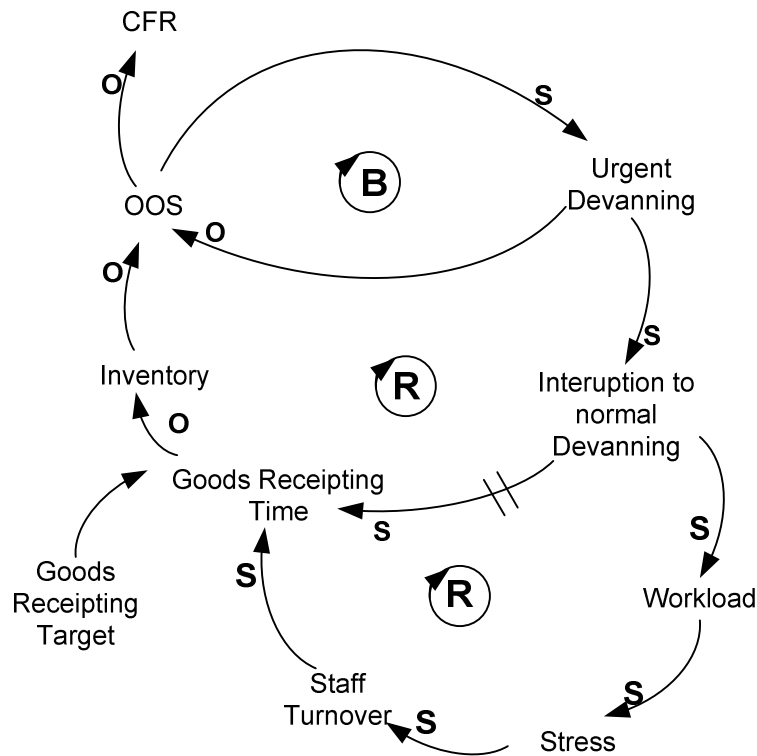 CFR
O
S
B
Urgent
Devanning
OOS
O
O
S
R
Inventory
Interuption to
normal
Devanning
O
Goods Receipting
Time
S
S
Goods
Receipting
Target
S
R
Workload
Staff
Turnover
S
S
Stress